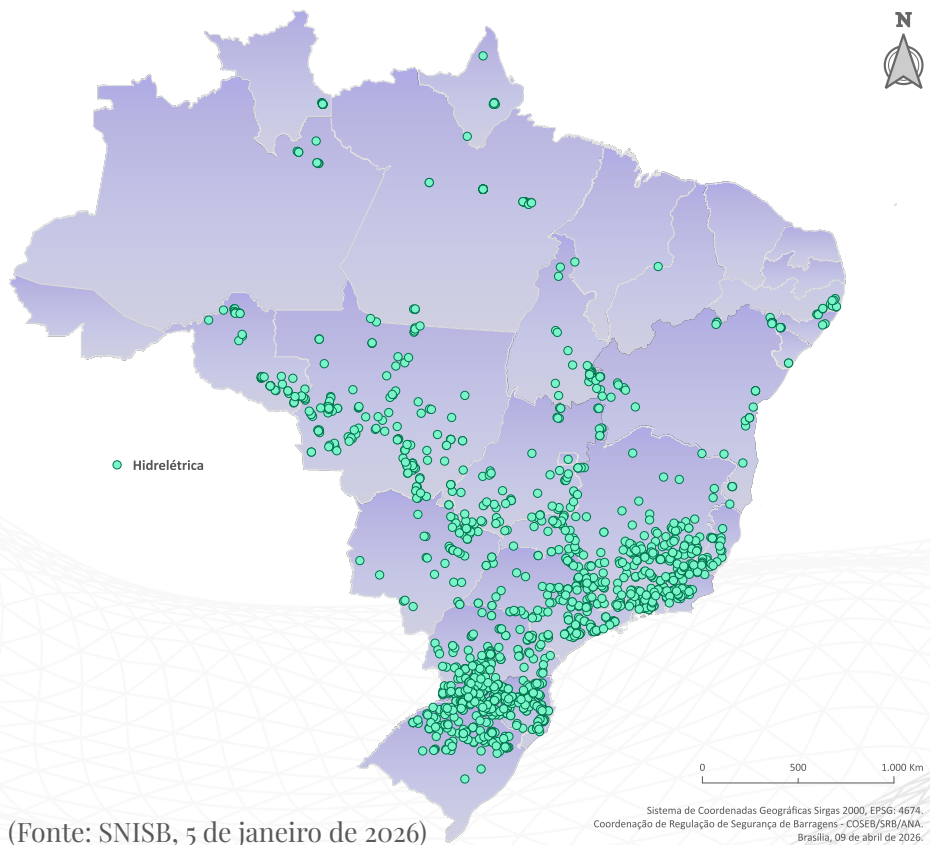 N
Hidrelétrica
0 500 1.000 Km
Sistema de Coordenadas Geográficas Sirgas 2000, EPSG: 4674.
Coordenação de Regulação de Segurança de Barragens - COSEB/SRB/ANA.
Brasília, 09 de abril de 2026.
(Fonte: SNISB, 5 de janeiro de 2026)